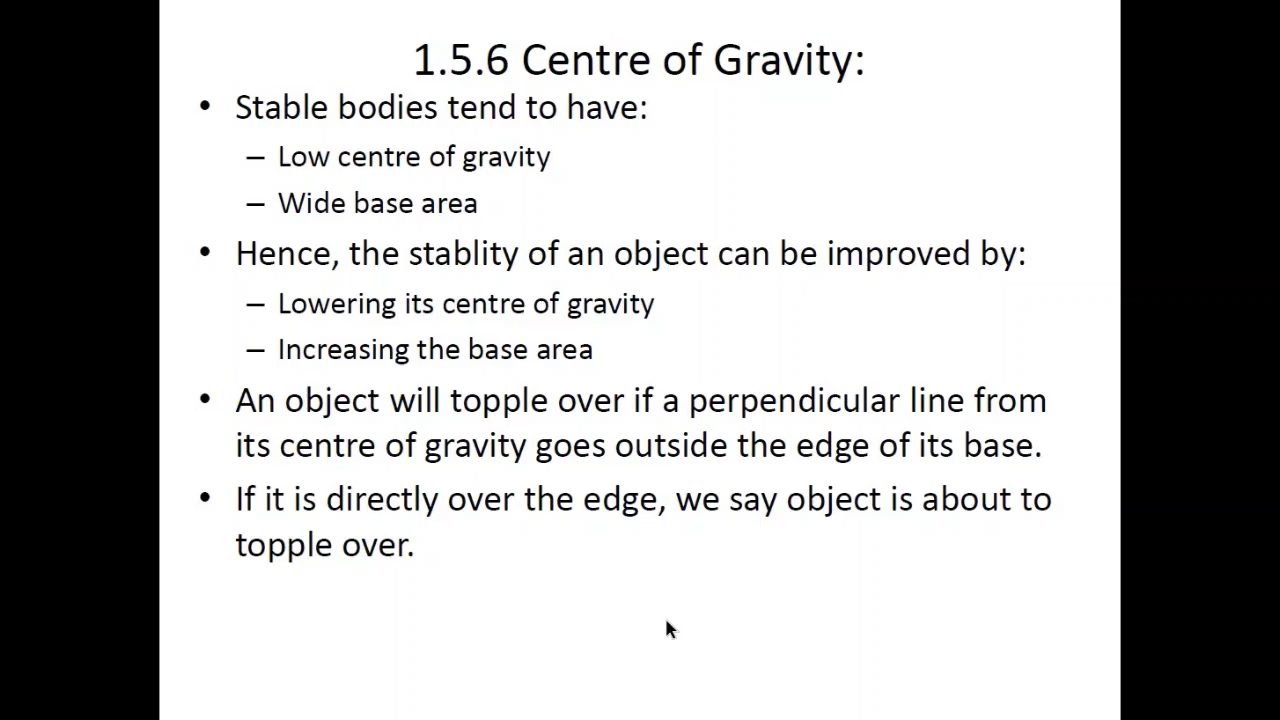 1.5.6 Centre of Gravity:
• Stable bodies tend to have:
– Low centre of gravity
– Wide base area
• Hence, the stablity of an object can be improved by:
– Lowering its centre of gravity
– Increasing the base area
• An object will topple over if a perpendicular line from
its centre of gravity goes outside the edge of its base.
• If it is directly over the edge, we say object is about to
topple over.